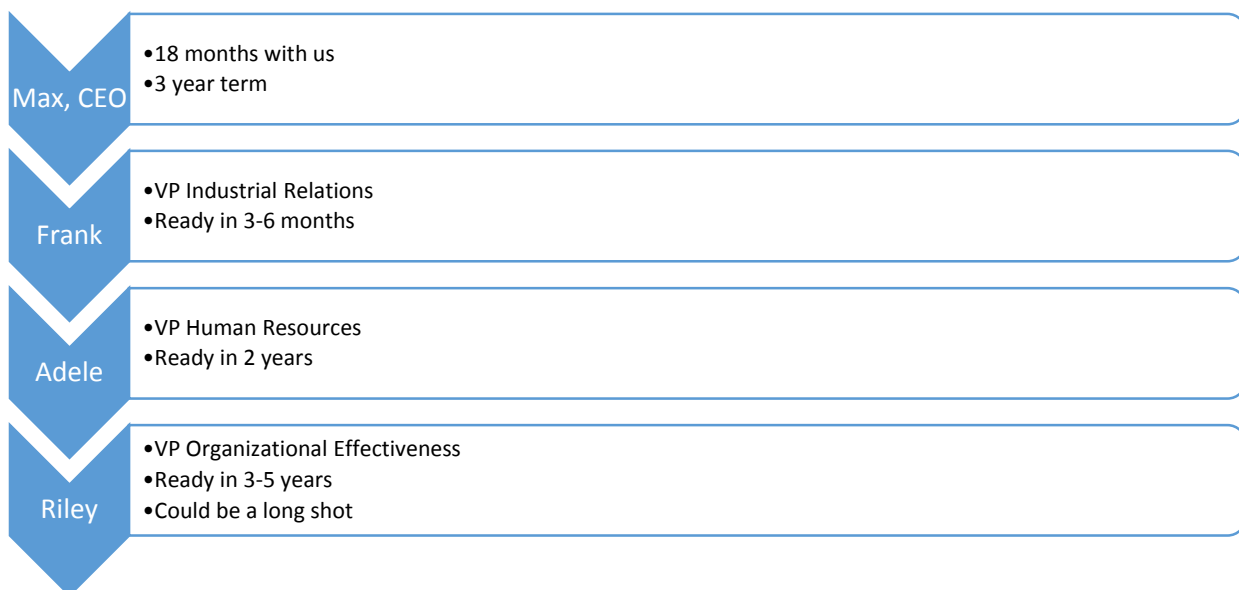 Max, CEO
•18 months with us
•3 year term
Frank
•VP Industrial Relations
•Ready in 3-6 months
Adele
•VP Human Resources
•Ready in 2 years
Riley
•VP Organizational Effectiveness
•Ready in 3-5 years
•Could be a long shot